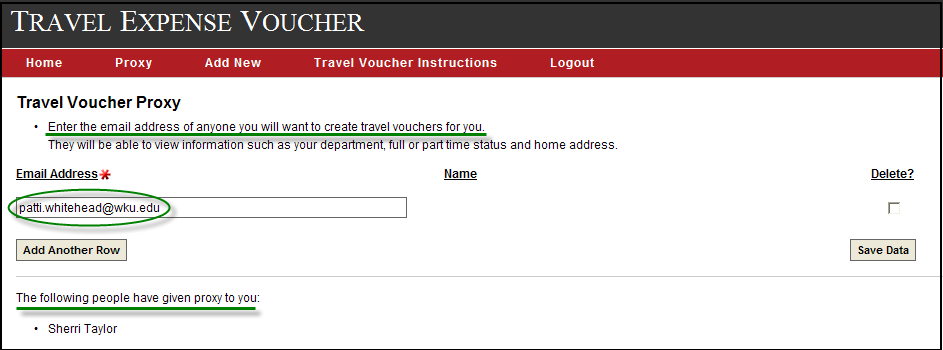 TRAVEL EXPENSE VOUCHER
Home Proxy Add New Travel Voucher Instructions Logout
Travel Voucher Proxy
• Enter the email address of anyone you will want to create travel vouchers for you.
They will be able to view information such as your department, full or part time status and home address.
Email Address* Name Delete?
patti.whitehead@wku.edu
Add Another Row Save Data
The following people have given proxy to you:
• Sherri Taylor